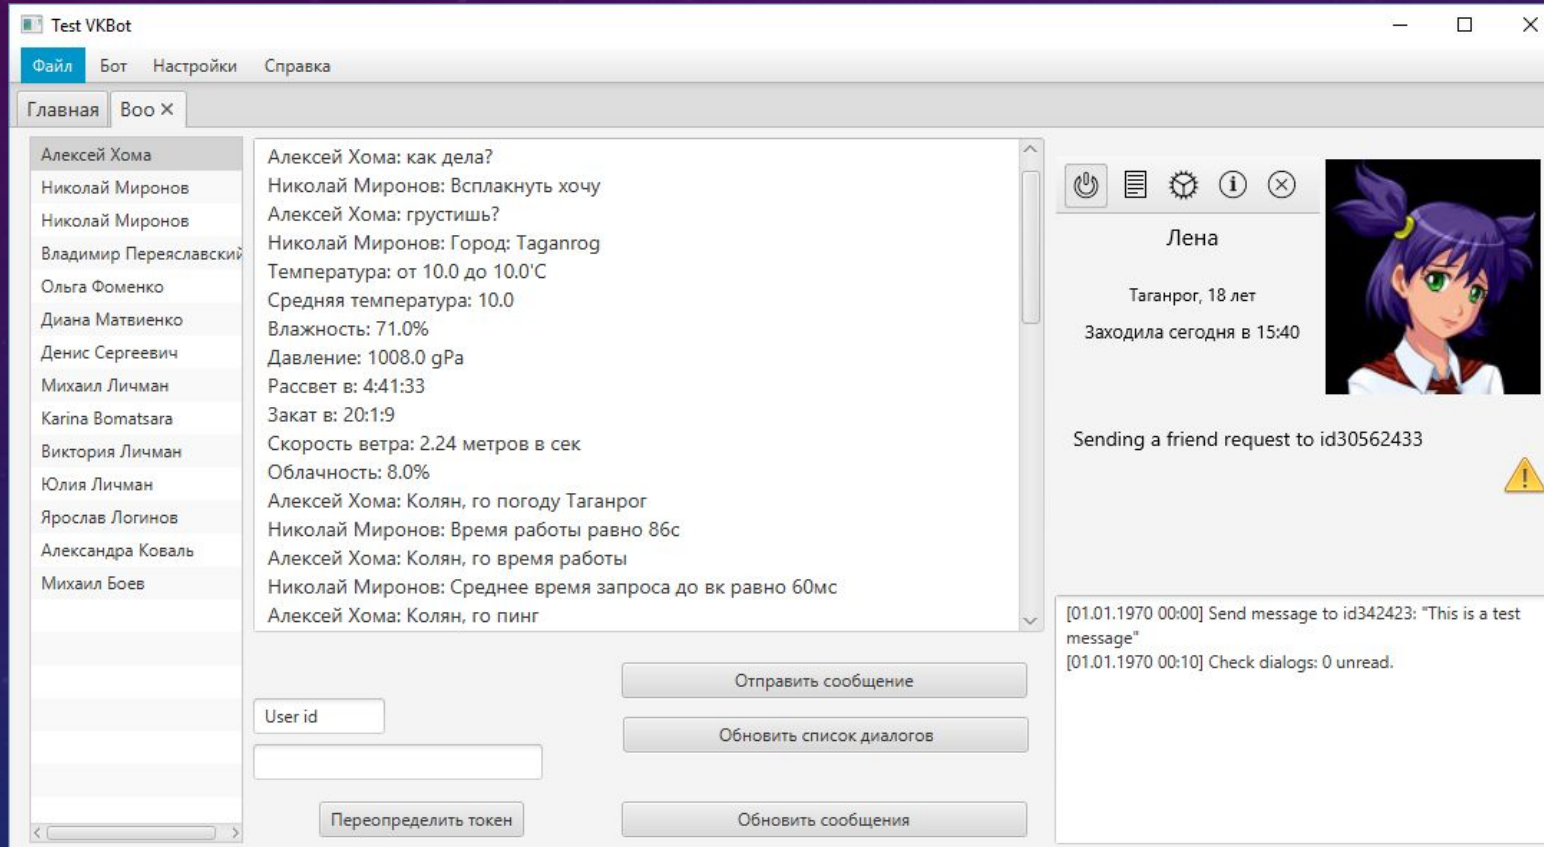 Test VKBot
Файл Бот Настройки Справка
Главная Boo
Алексей Хома
Николай Миронов
Николай Миронов
Владимир Переяславский
Ольга Фоменко
Диана Матвиенко
Денис Сергеевич
Михаил Личман
Karina Bomatsara
Виктория Личман
Юлия Личман
Ярослав Логинов
Александра Коваль
Михаил Боев
Алексей Хома: как дела?
Николай Миронов: Всплакнуть хочу
Алексей Хома: грустишь?
Николай Миронов: Город: Taganrog
Температура: от 10.0 до 10.0'C
Средняя температура: 10.0
Влажность: 71.0%
Давление: 1008.0 gPa
Рассвет в: 4:41:33
Закат в: 20:1:9
Скорость ветра: 2.24 метров в сек
Облачность: 8.0%
Алексей Хома: Колян, го погоду Таганрог
Николай Миронов: Время работы равно 86с
Алексей Хома: Колян, го время работы
Николай Миронов: Среднее время запроса до вк равно 60мс
Алексей Хома: Колян, го пинг
User id
Переопределить токен
Отправить сообщение
Обновить список диалогов
Обновить сообщения
Лена
Таганрог, 18 лет
Заходила сегодня в 15:40
Sending a friend request to id30562433
[01.01.1970 00:00] Send message to id342423: "This is a test
message"
[01.01.1970 00:10] Check dialogs: 0 unread.